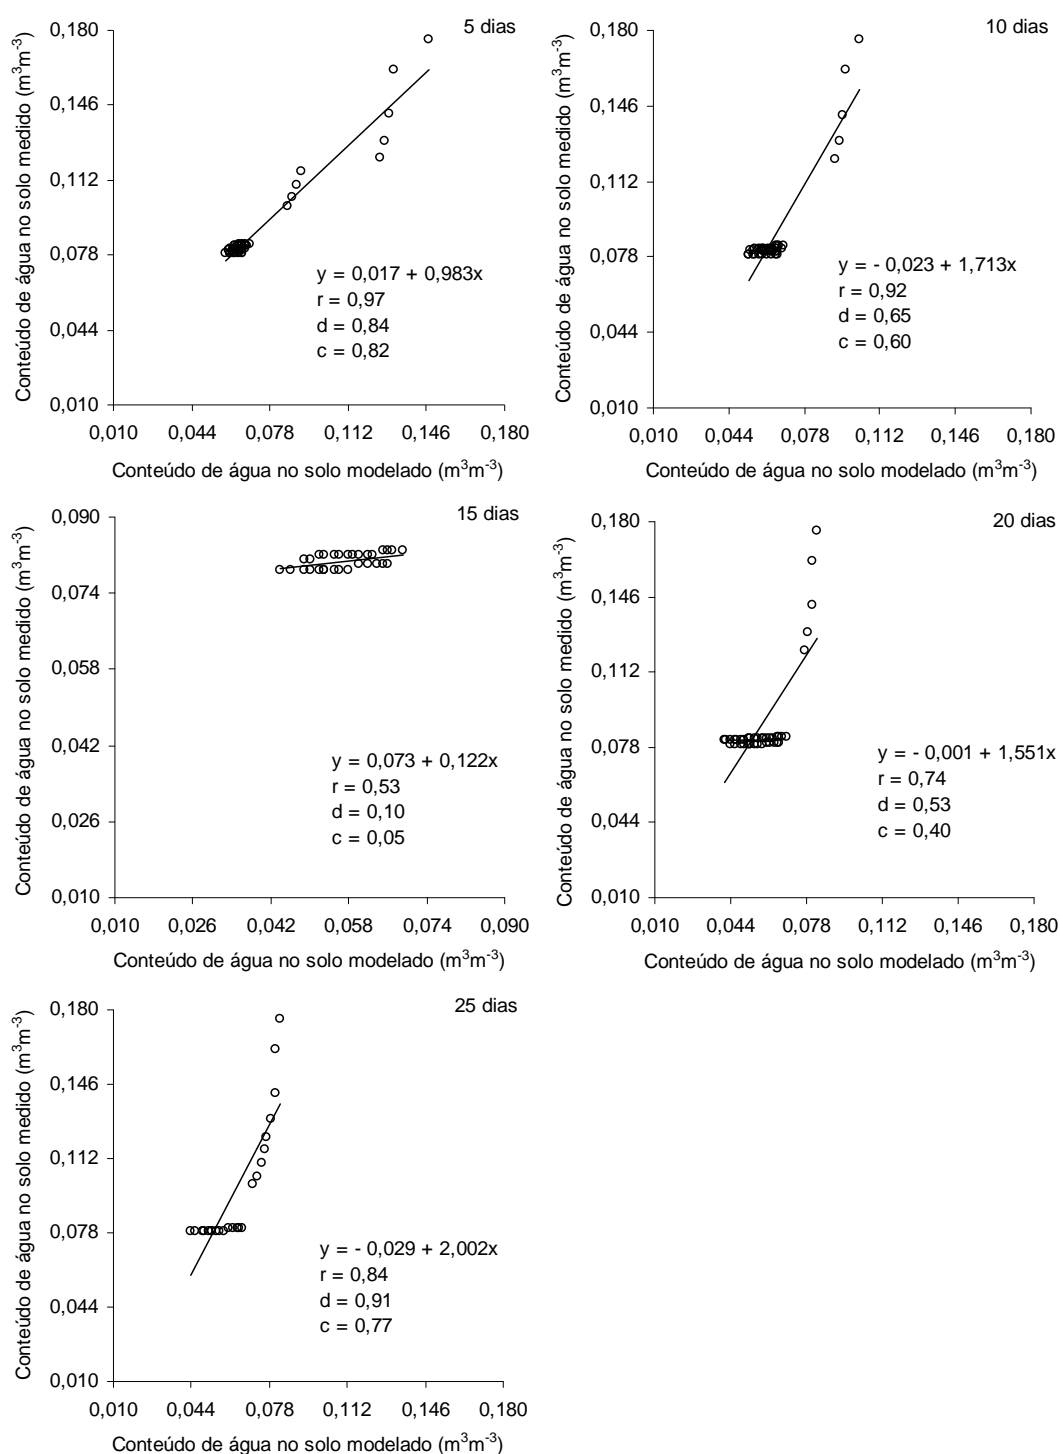 5 dias
Conteúdo de água no solo medido (m³m⁻³)
0,180
0,146
0,112
0,078
0,044
0,010
y = 0,017 + 0,983x
r = 0,97
d = 0,84
c = 0,82
0,010 0,044 0,078 0,112 0,146 0,180
Conteúdo de água no solo modelado (m³m⁻³)
10 dias
Conteúdo de água no solo medido (m³m⁻³)
0,180
0,146
0,112
0,078
0,044
0,010
y = - 0,023 + 1,713x
r = 0,92
d = 0,65
c = 0,60
0,010 0,044 0,078 0,112 0,146 0,180
Conteúdo de água no solo modelado (m³m⁻³)
15 dias
Conteúdo de água no solo medido (m³m⁻³)
0,090
0,074
0,058
0,042
0,026
0,010
y = 0,073 + 0,122x
r = 0,53
d = 0,10
c = 0,05
0,010 0,026 0,042 0,058 0,074 0,090
Conteúdo de água no solo modelado (m³m⁻³)
20 dias
Conteúdo de água no solo medido (m³m⁻³)
0,180
0,146
0,112
0,078
0,044
0,010
y = - 0,001 + 1,551x
r = 0,74
d = 0,53
c = 0,40
0,010 0,044 0,078 0,112 0,146 0,180
Conteúdo de água no solo modelado (m³m⁻³)
25 dias
Conteúdo de água no solo medido (m³m⁻³)
0,180
0,146
0,112
0,078
0,044
0,010
y = - 0,029 + 2,002x
r = 0,84
d = 0,91
c = 0,77
0,010 0,044 0,078 0,112 0,146 0,180
Conteúdo de água no solo modelado (m³m⁻³)